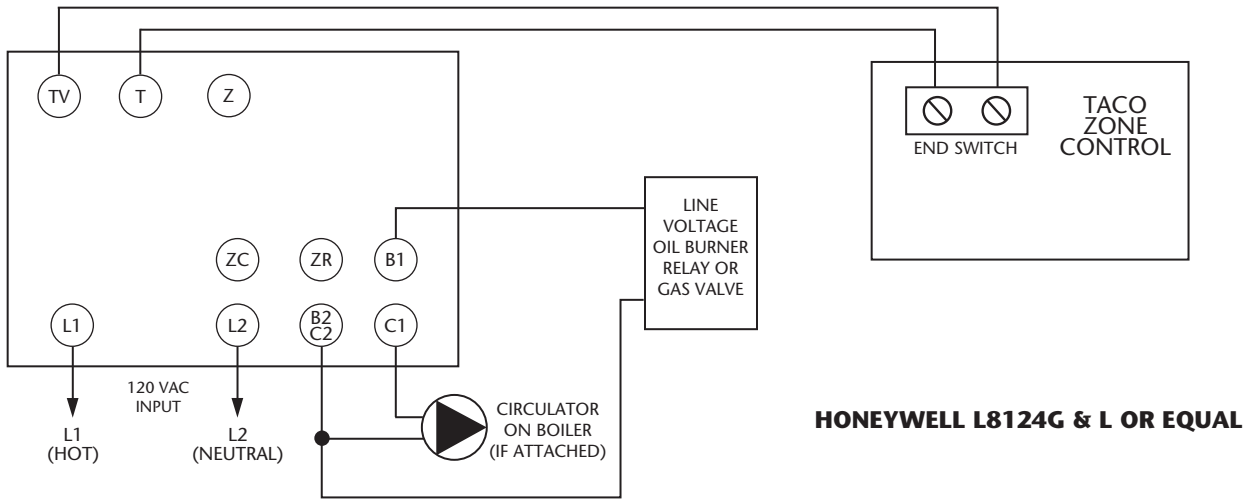 TV
T
Z
TACO
ZONE
CONTROL
END SWITCH
LINE
VOLTAGE
OIL BURNER
RELAY OR
GAS VALVE
ZC
ZR
B1
L1
L2
B2
C2
C1
120 VAC
INPUT
L1
(HOT)
L2
(NEUTRAL)
CIRCULATOR
ON BOILER
(IF ATTACHED)
HONEYWELL L8124G & L OR EQUAL